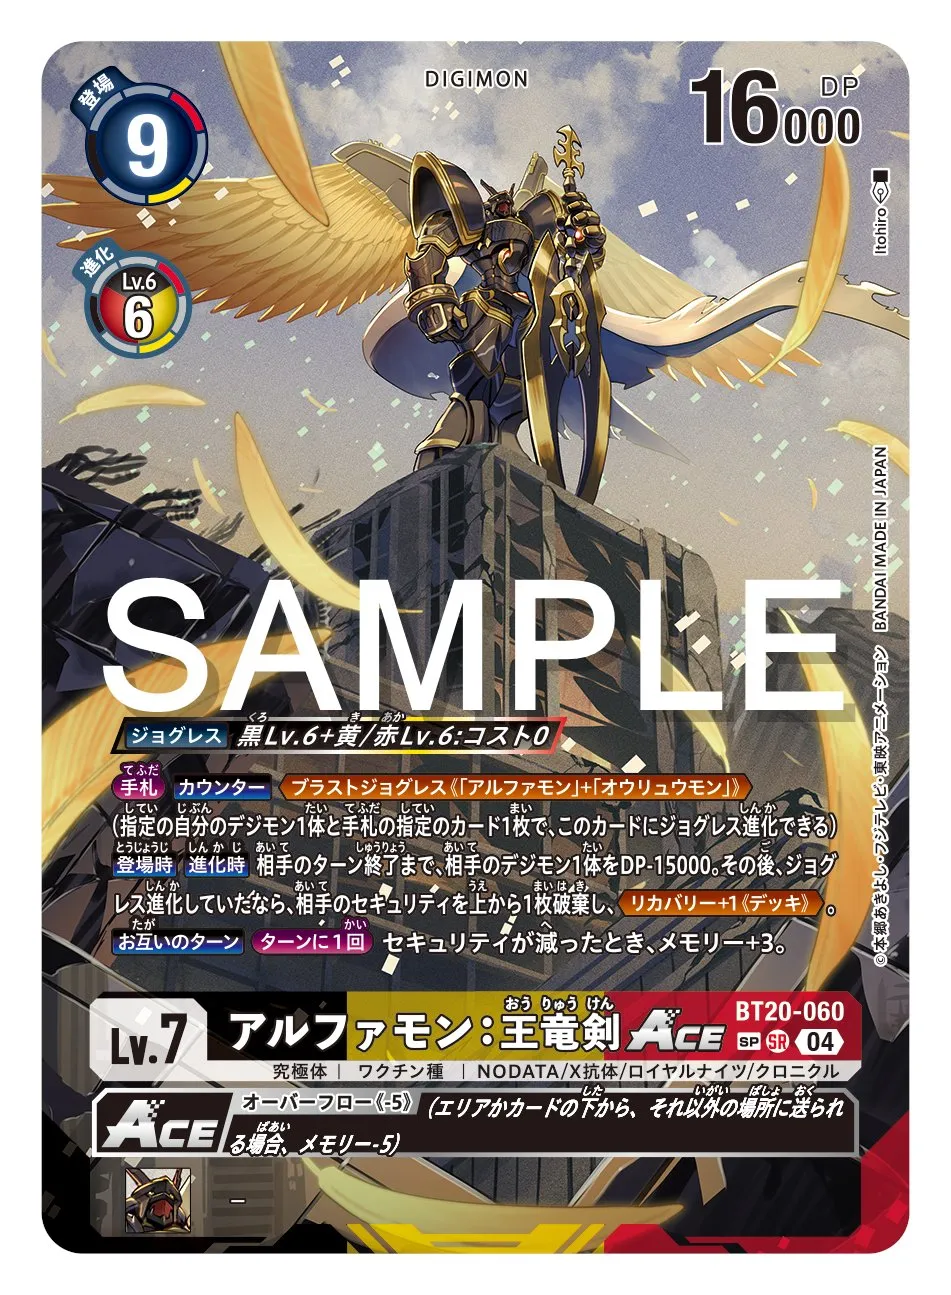 DIGIMON
登場
9
16000
DP
進化
Lv.6
6
Itohiro
BANDAI MADE IN JAPAN
©本郷あきよし・フジテレビ・東映アニメーション
SAMPLE
ジョグレス 黒Lv.6+黄/赤Lv.6:コスト0
手札 カウンター ブラストジョグレス《「アルファモン」+「オウリュウモン」》
(指定の自分のデジモン1体と手札の指定のカード1枚で、このカードにジョグレス進化できる)
登場時 進化時 相手のターン終了まで、相手のデジモン1体をDP-15000。その後、ジョグ
レス進化していたなら、相手のセキュリティを上から1枚破棄し、リカバリー+1《デッキ》。
お互いのターン ターンに1回 セキュリティが減ったとき、メモリー+3。
Lv.7
アルファモン:王竜剣 ACE
おうりゅうけん
BT20-060
SP SR 04
究極体 | ワクチン種 | NODATA/X抗体/ロイヤルナイツ/クロニクル
ACE
オーバーフロー《-5》 (エリアかカードの下から、それ以外の場所に送られ
る場合、メモリー-5)
-